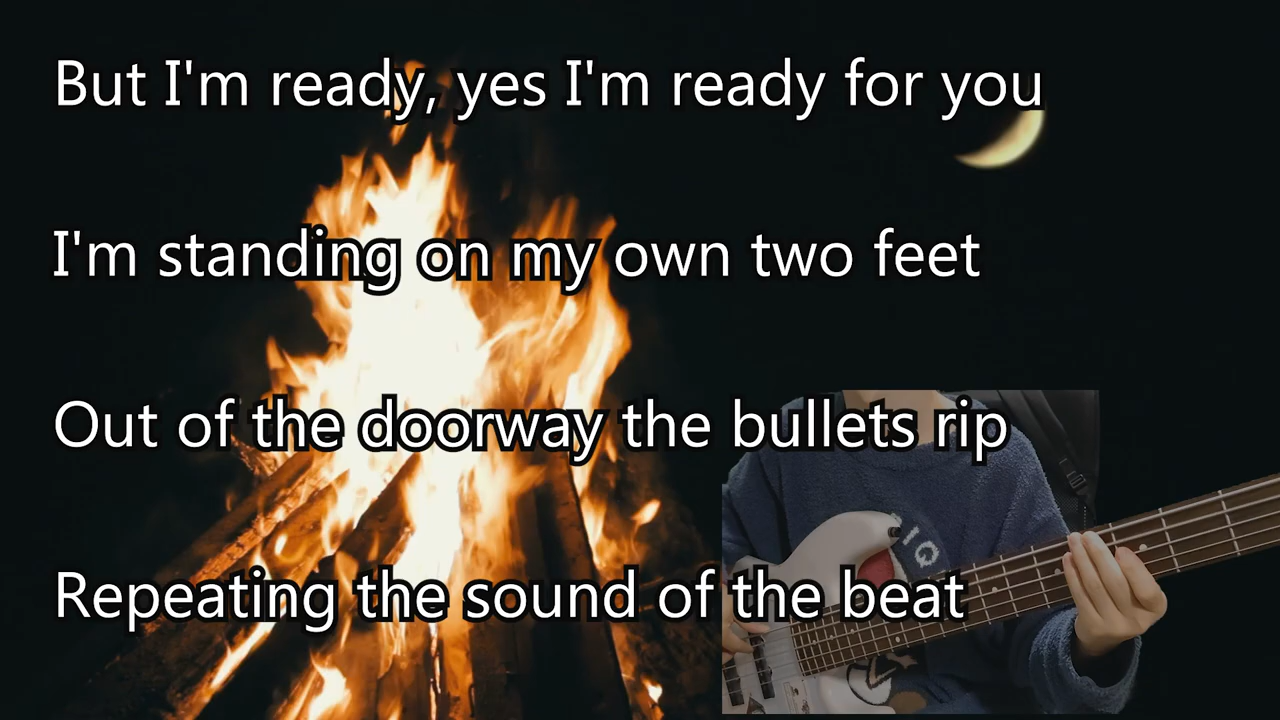 But I'm ready, yes I'm ready for you
I'm standing on my own two feet
Out of the doorway the bullets rip
Repeating the sound of the beat
IQ